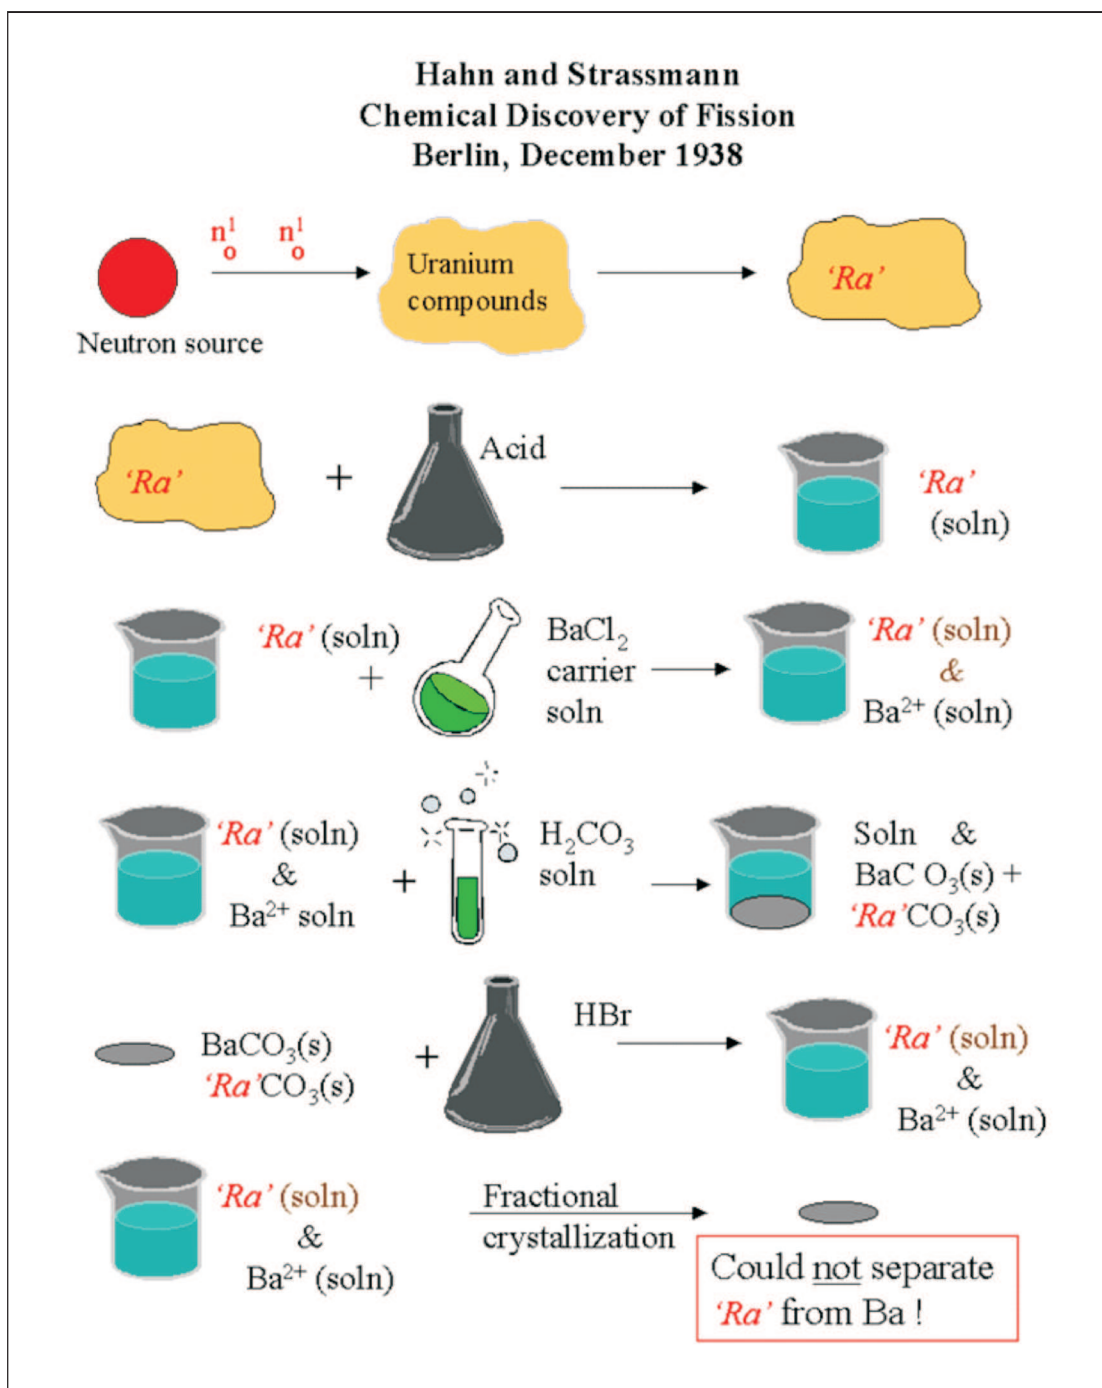 Hahn and Strassmann
Chemical Discovery of Fission
Berlin, December 1938
n¹₀ n¹₀
Neutron source
Uranium
compounds
‘Ra’
‘Ra’
+
Acid
‘Ra’
(soln)
‘Ra’ (soln)
+
BaCl₂
carrier
soln
‘Ra’ (soln)
&
Ba²⁺ (soln)
‘Ra’ (soln)
&
Ba²⁺ soln
+
H₂CO₃
soln
Soln &
BaC O₃(s) +
‘Ra’CO₃(s)
BaCO₃(s)
‘Ra’CO₃(s)
+
HBr
‘Ra’ (soln)
&
Ba²⁺ (soln)
‘Ra’ (soln)
&
Ba²⁺ (soln)
Fractional
crystallization
Could not separate
‘Ra’ from Ba !